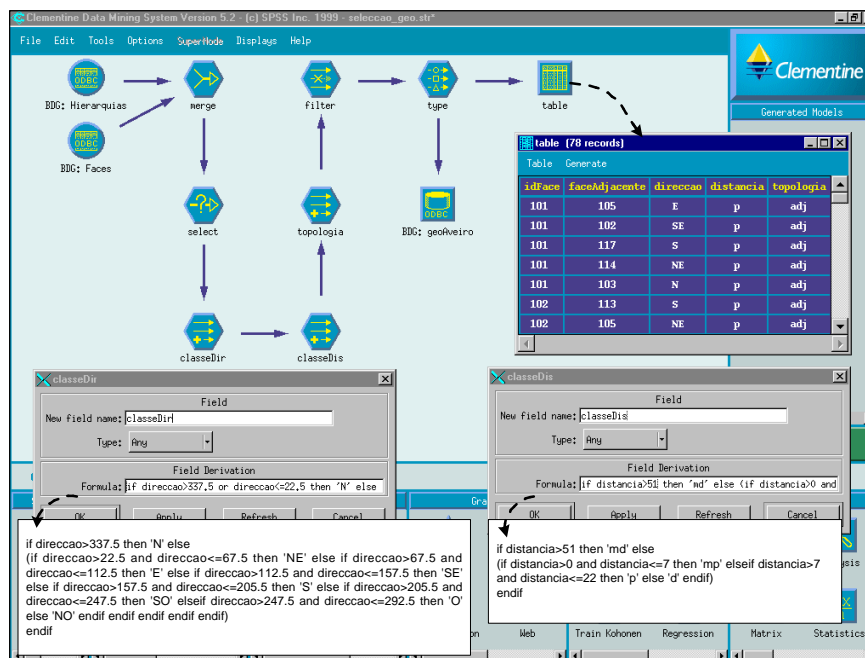 Clementine Data Mining System Version 5.2 - (c) SPSS Inc. 1999 - seleccao_geo.str*
File Edit Tools Options SuperNode Displays Help
ODBC
BDG: Hierarquias
merge
filter
type
table
Clementine
Generated Models
ODBC
BDG: Faces
select
topologia
ODBC
BDG: geoAveiro
classeDir
classeDis
table (78 records)
Table Generate
idFace faceAdjacente direccao distancia topologia
101 105 E p adj
101 102 SE p adj
101 117 S p adj
101 114 NE p adj
101 103 N p adj
102 113 S p adj
102 105 NE p adj
classeDir
Field
New field name: classeDir
Type: Any
Field Derivation
Formula: if direccao>337.5 or direccao<=22.5 then 'N' else
OK Apply Refresh Cancel
classeDis
Field
New field name: classeDis
Type: Any
Field Derivation
Formula: if distancia>51 then 'md' else (if distancia>0 and
OK Apply Refresh Cancel
if direccao>337.5 then 'N' else
(if direccao>22.5 and direccao<=67.5 then 'NE' else if direccao>67.5 and
direccao<=112.5 then 'E' else if direccao>112.5 and direccao<=157.5 then 'SE'
else if direccao>157.5 and direccao<=205.5 then 'S' else if direccao>205.5 and
direccao<=247.5 then 'SO' elseif direccao>247.5 and direccao<=292.5 then 'O'
else 'NO' endif endif endif endif endif)
endif
if distancia>51 then 'md' else
(if distancia>0 and distancia<=7 then 'mp' elseif distancia>7
and distancia<=22 then 'p' else 'd' endif)
endif
Web Train Kohonen Regression Matrix Statistics